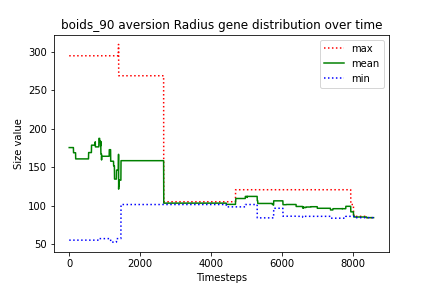 boids_90 aversion Radius gene distribution over time
max
mean
min
Size value
300
250
200
150
100
50
0
2000
4000
6000
8000
Timesteps